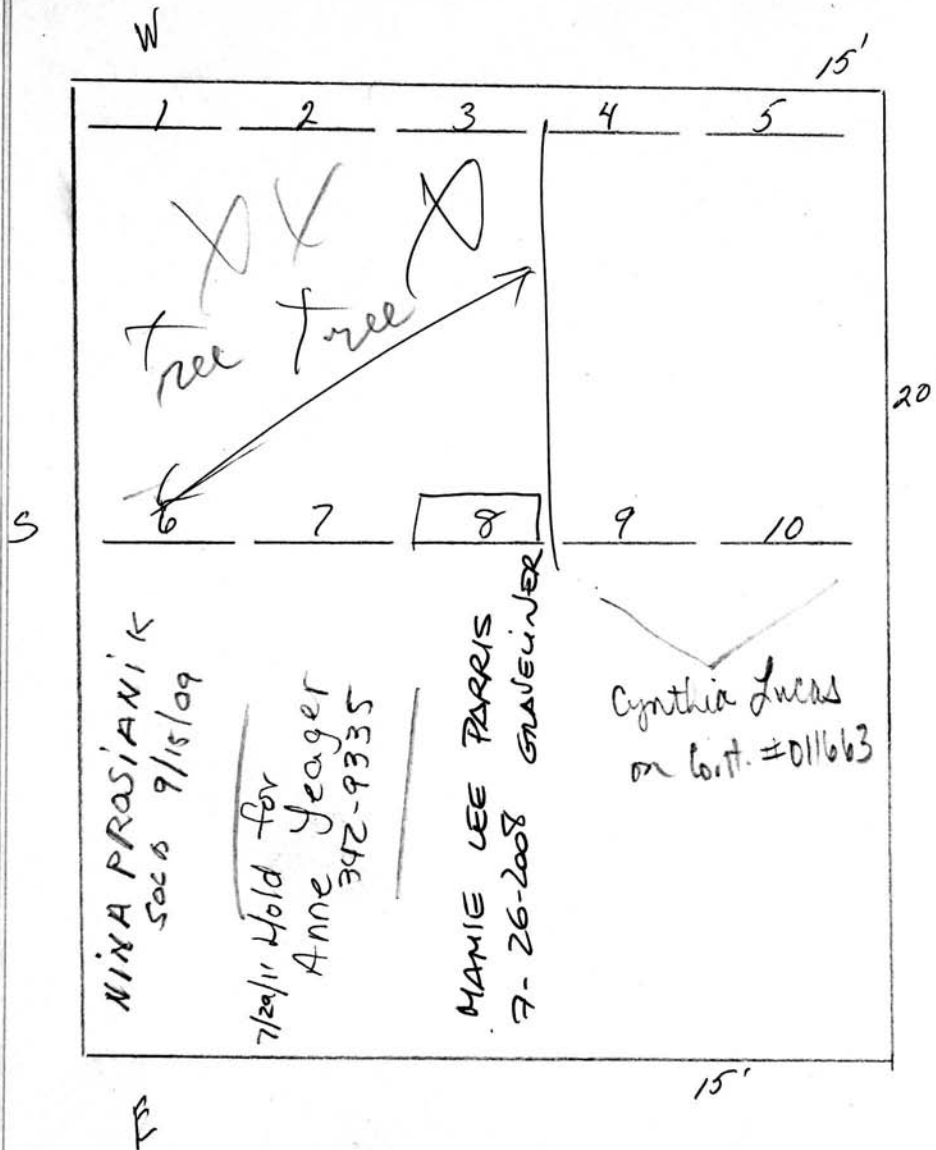 W
15'
1 2 3 4 5
Tree Tree
20
S
6 7 8 9 10
NINA PROSIANIK
9/15/09
7/29/11 Hold for
Anne Yeager
342-9335
MAMIE LEE PARRIS
7-26-2008 GRAVELINER
Cynthia Lucas
on #011663
15'
E